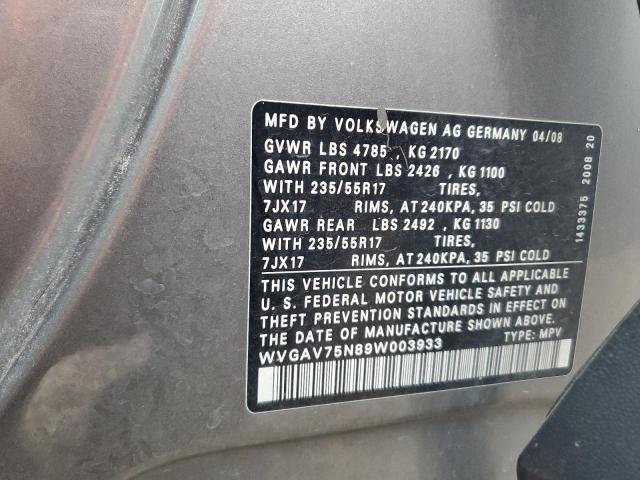 MFD BY VOLKSWAGEN AG GERMANY 04/08
GVWR LBS 4785 , KG 2170
GAWR FRONT LBS 2426 , KG 1100
WITH 235/55R17 TIRES,
7JX17 RIMS, AT 240KPA, 35 PSI COLD
GAWR REAR LBS 2492 , KG 1130
WITH 235/55R17 TIRES,
7JX17 RIMS, AT 240KPA, 35 PSI COLD
THIS VEHICLE CONFORMS TO ALL APPLICABLE
U. S. FEDERAL MOTOR VEHICLE SAFETY AND
THEFT PREVENTION STANDARDS IN EFFECT ON
THE DATE OF MANUFACTURE SHOWN ABOVE.
WVGAV75N89W003933 TYPE: MPV
1433375 2008 20